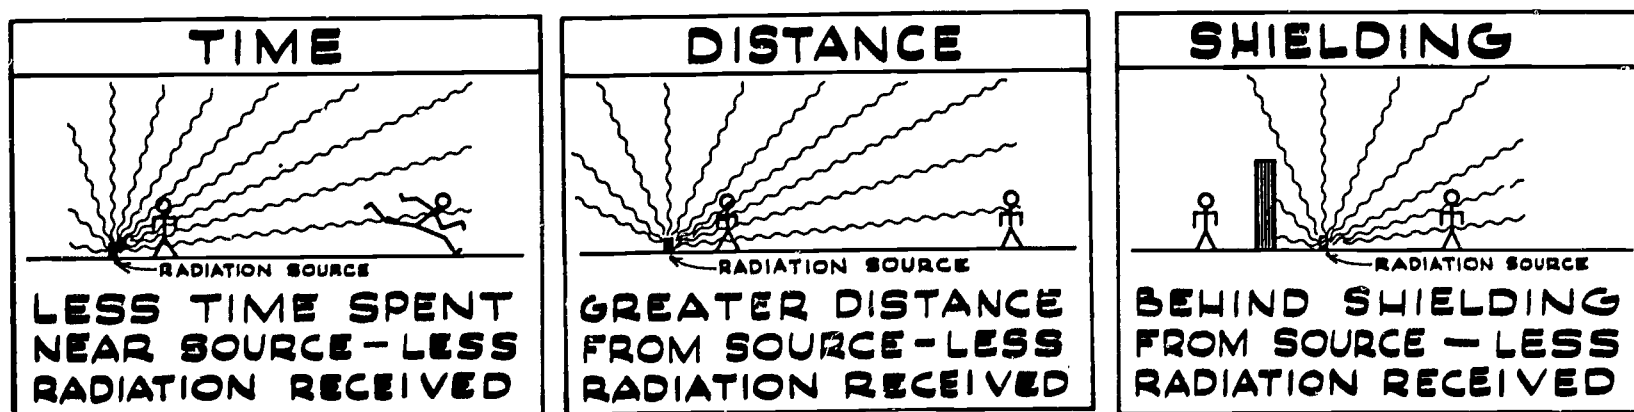 TIME
RADIATION SOURCE
LESS TIME SPENT
NEAR SOURCE - LESS
RADIATION RECEIVED
DISTANCE
RADIATION SOURCE
GREATER DISTANCE
FROM SOURCE - LESS
RADIATION RECEIVED
SHIELDING
RADIATION SOURCE
BEHIND SHIELDING
FROM SOURCE — LESS
RADIATION RECEIVED